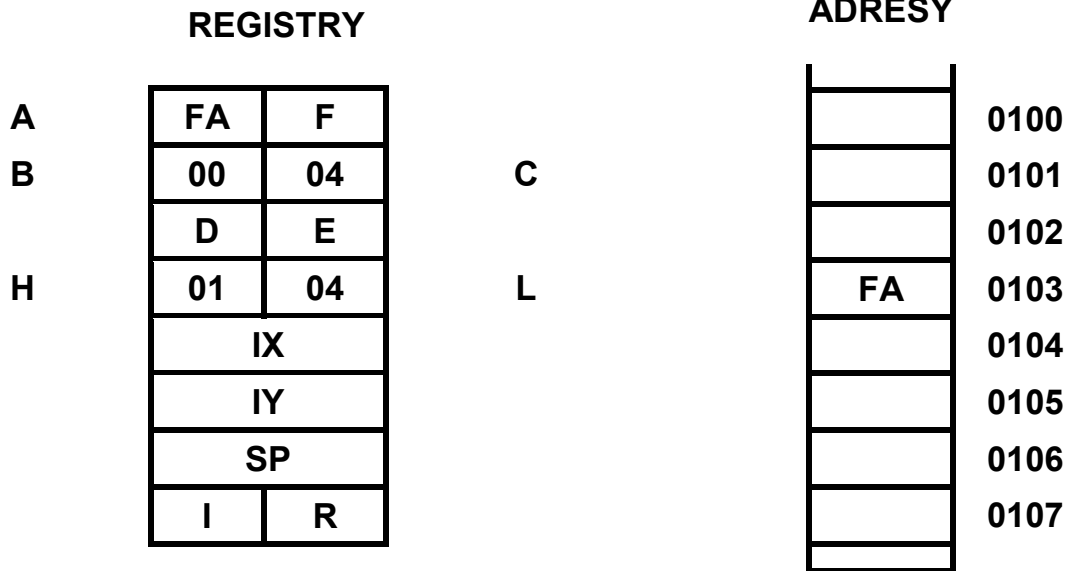 REGISTRY
ADRESY
A FA F
B 00 04 C
D E
H 01 04 L
IX
IY
SP
I R
0100
0101
0102
FA 0103
0104
0105
0106
0107